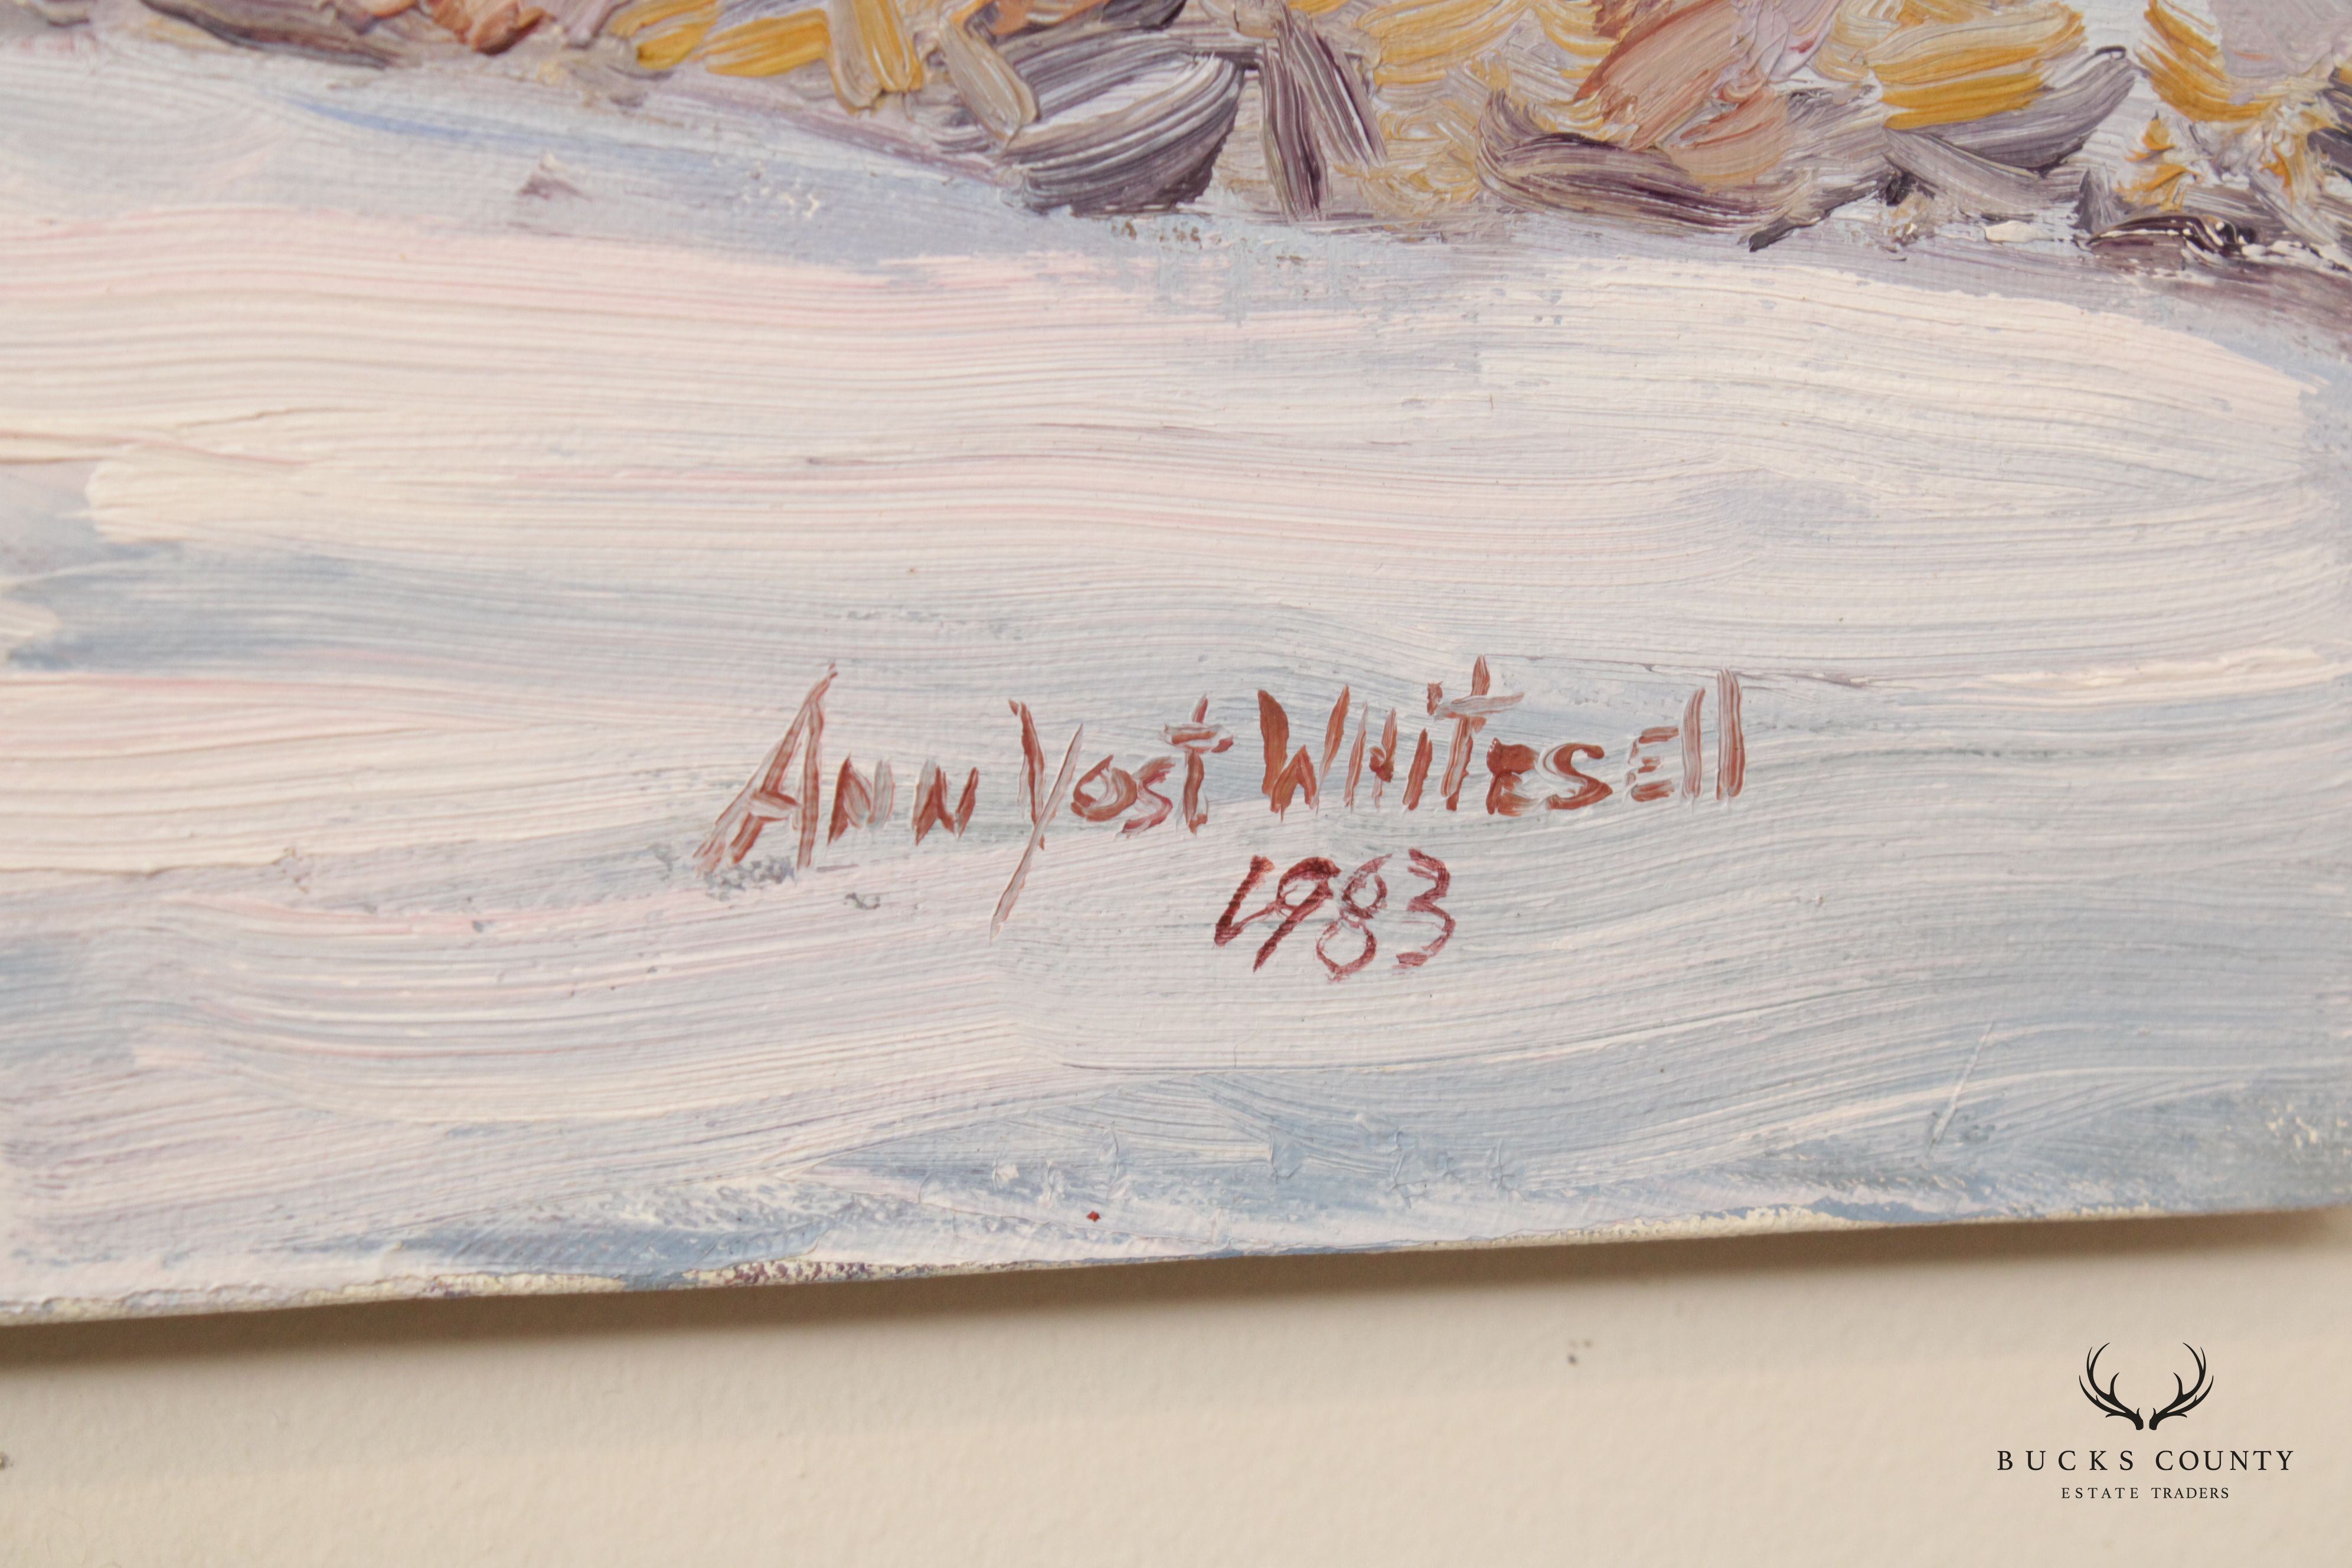 Ann Yost Whitesell
1983
BUCKS COUNTY
ESTATE TRADERS